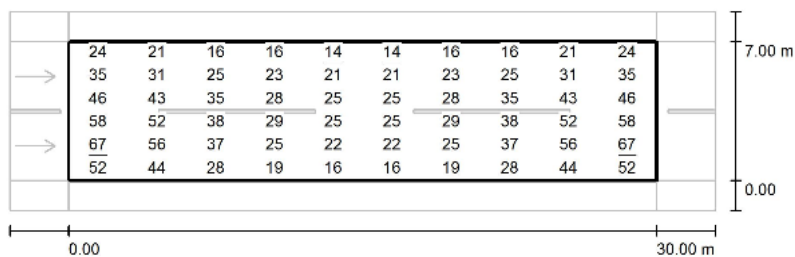 24 21 16 16 14 14 16 16 21 24
7.00 m
35 31 25 23 21 21 23 25 31 35
46 43 35 28 25 25 28 35 43 46
58 52 38 29 25 25 29 38 52 58
67 56 37 25 22 22 25 37 56 67
52 44 28 19 16 16 19 28 44 52
0.00
0.00 30.00 m